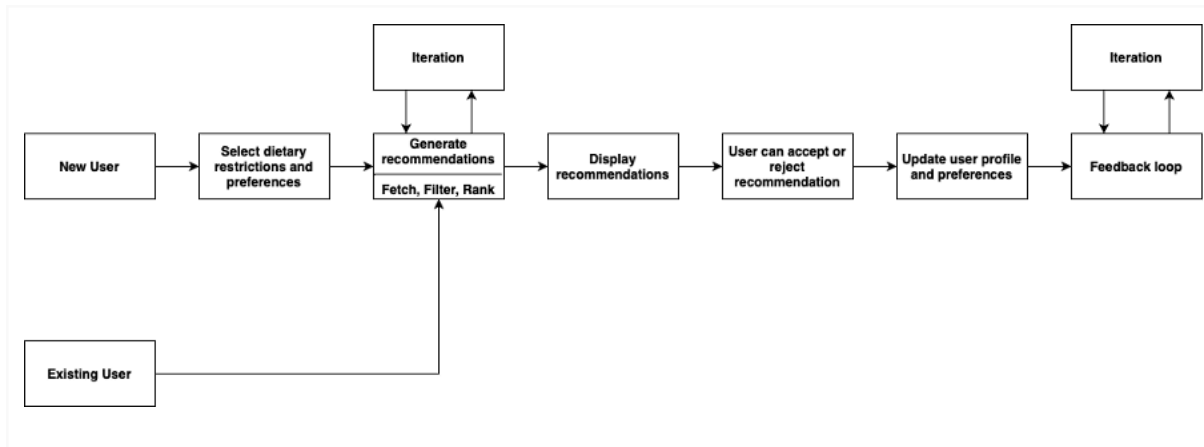 Iteration
Iteration
New User
Select dietary
restrictions and
preferences
Generate
recommendations
Fetch, Filter, Rank
Display
recommendations
User can accept or
reject
recommendation
Update user profile
and preferences
Feedback loop
Existing User